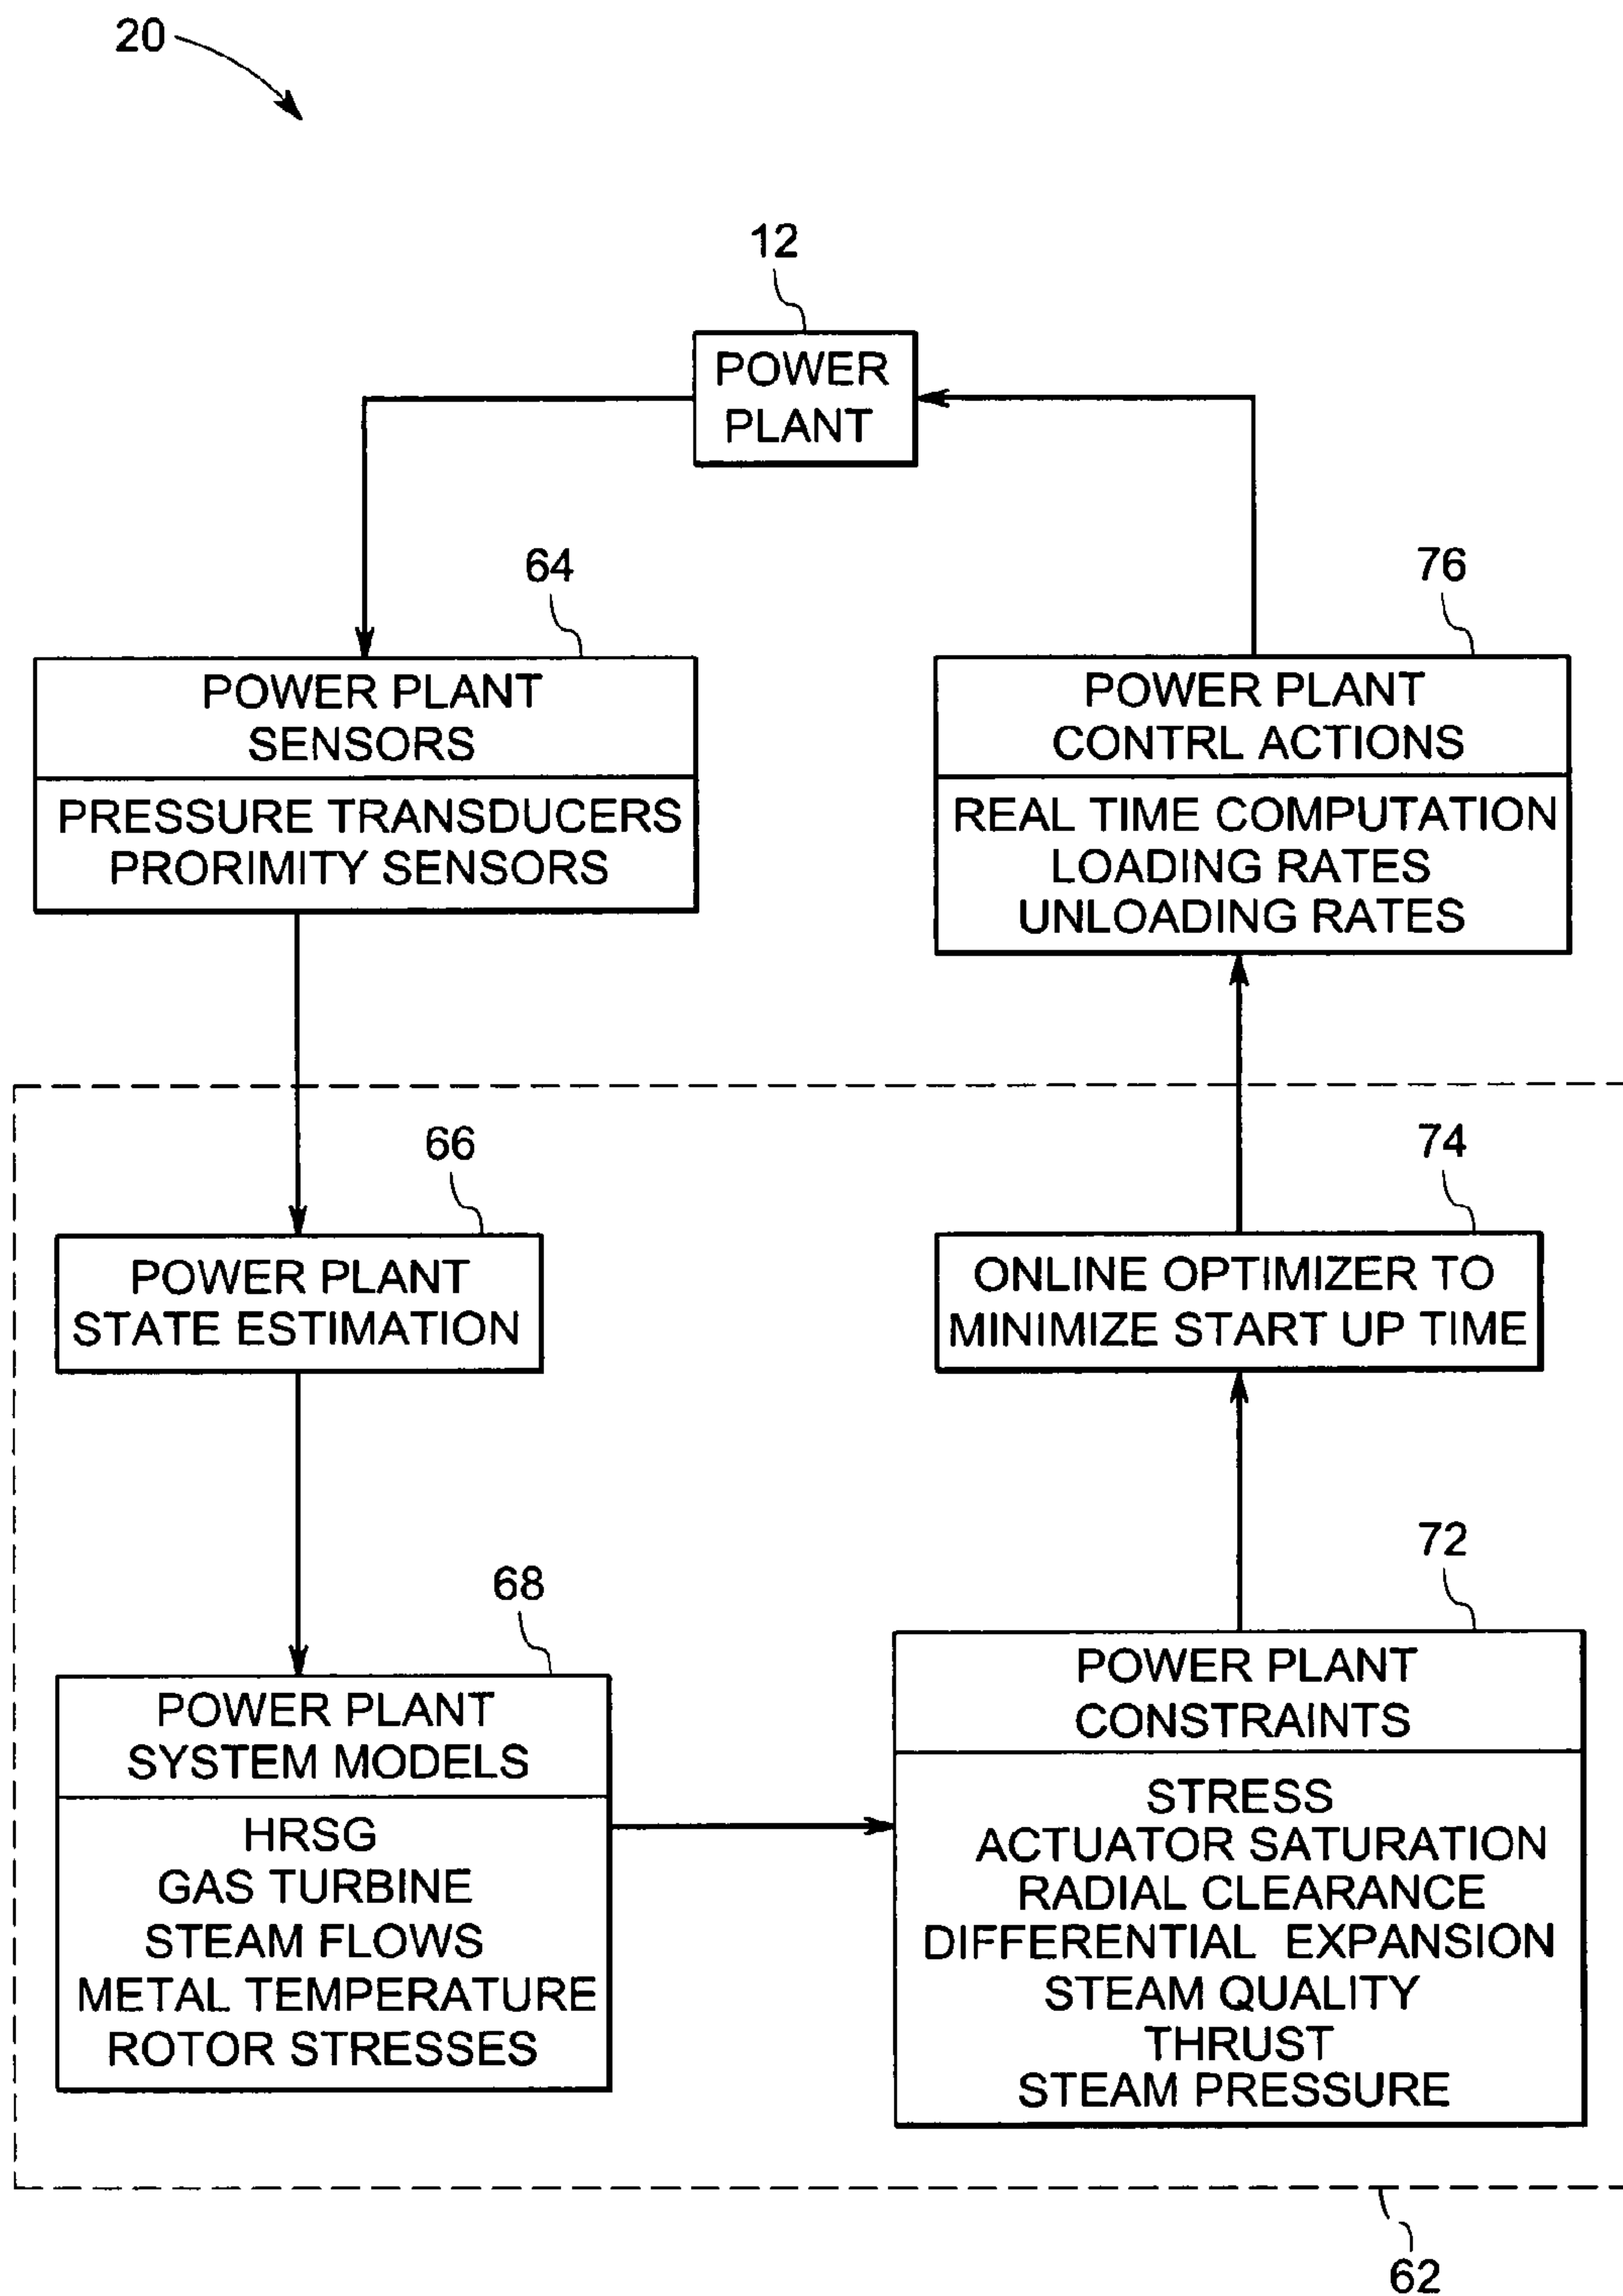 20
12
POWER
PLANT
64
POWER PLANT
SENSORS
PRESSURE TRANSDUCERS
PRORIMITY SENSORS
76
POWER PLANT
CONTRL ACTIONS
REAL TIME COMPUTATION
LOADING RATES
UNLOADING RATES
66
POWER PLANT
STATE ESTIMATION
74
ONLINE OPTIMIZER TO
MINIMIZE START UP TIME
68
POWER PLANT
SYSTEM MODELS
HRSG
GAS TURBINE
STEAM FLOWS
METAL TEMPERATURE
ROTOR STRESSES
72
POWER PLANT
CONSTRAINTS
STRESS
ACTUATOR SATURATION
RADIAL CLEARANCE
DIFFERENTIAL EXPANSION
STEAM QUALITY
THRUST
STEAM PRESSURE
62